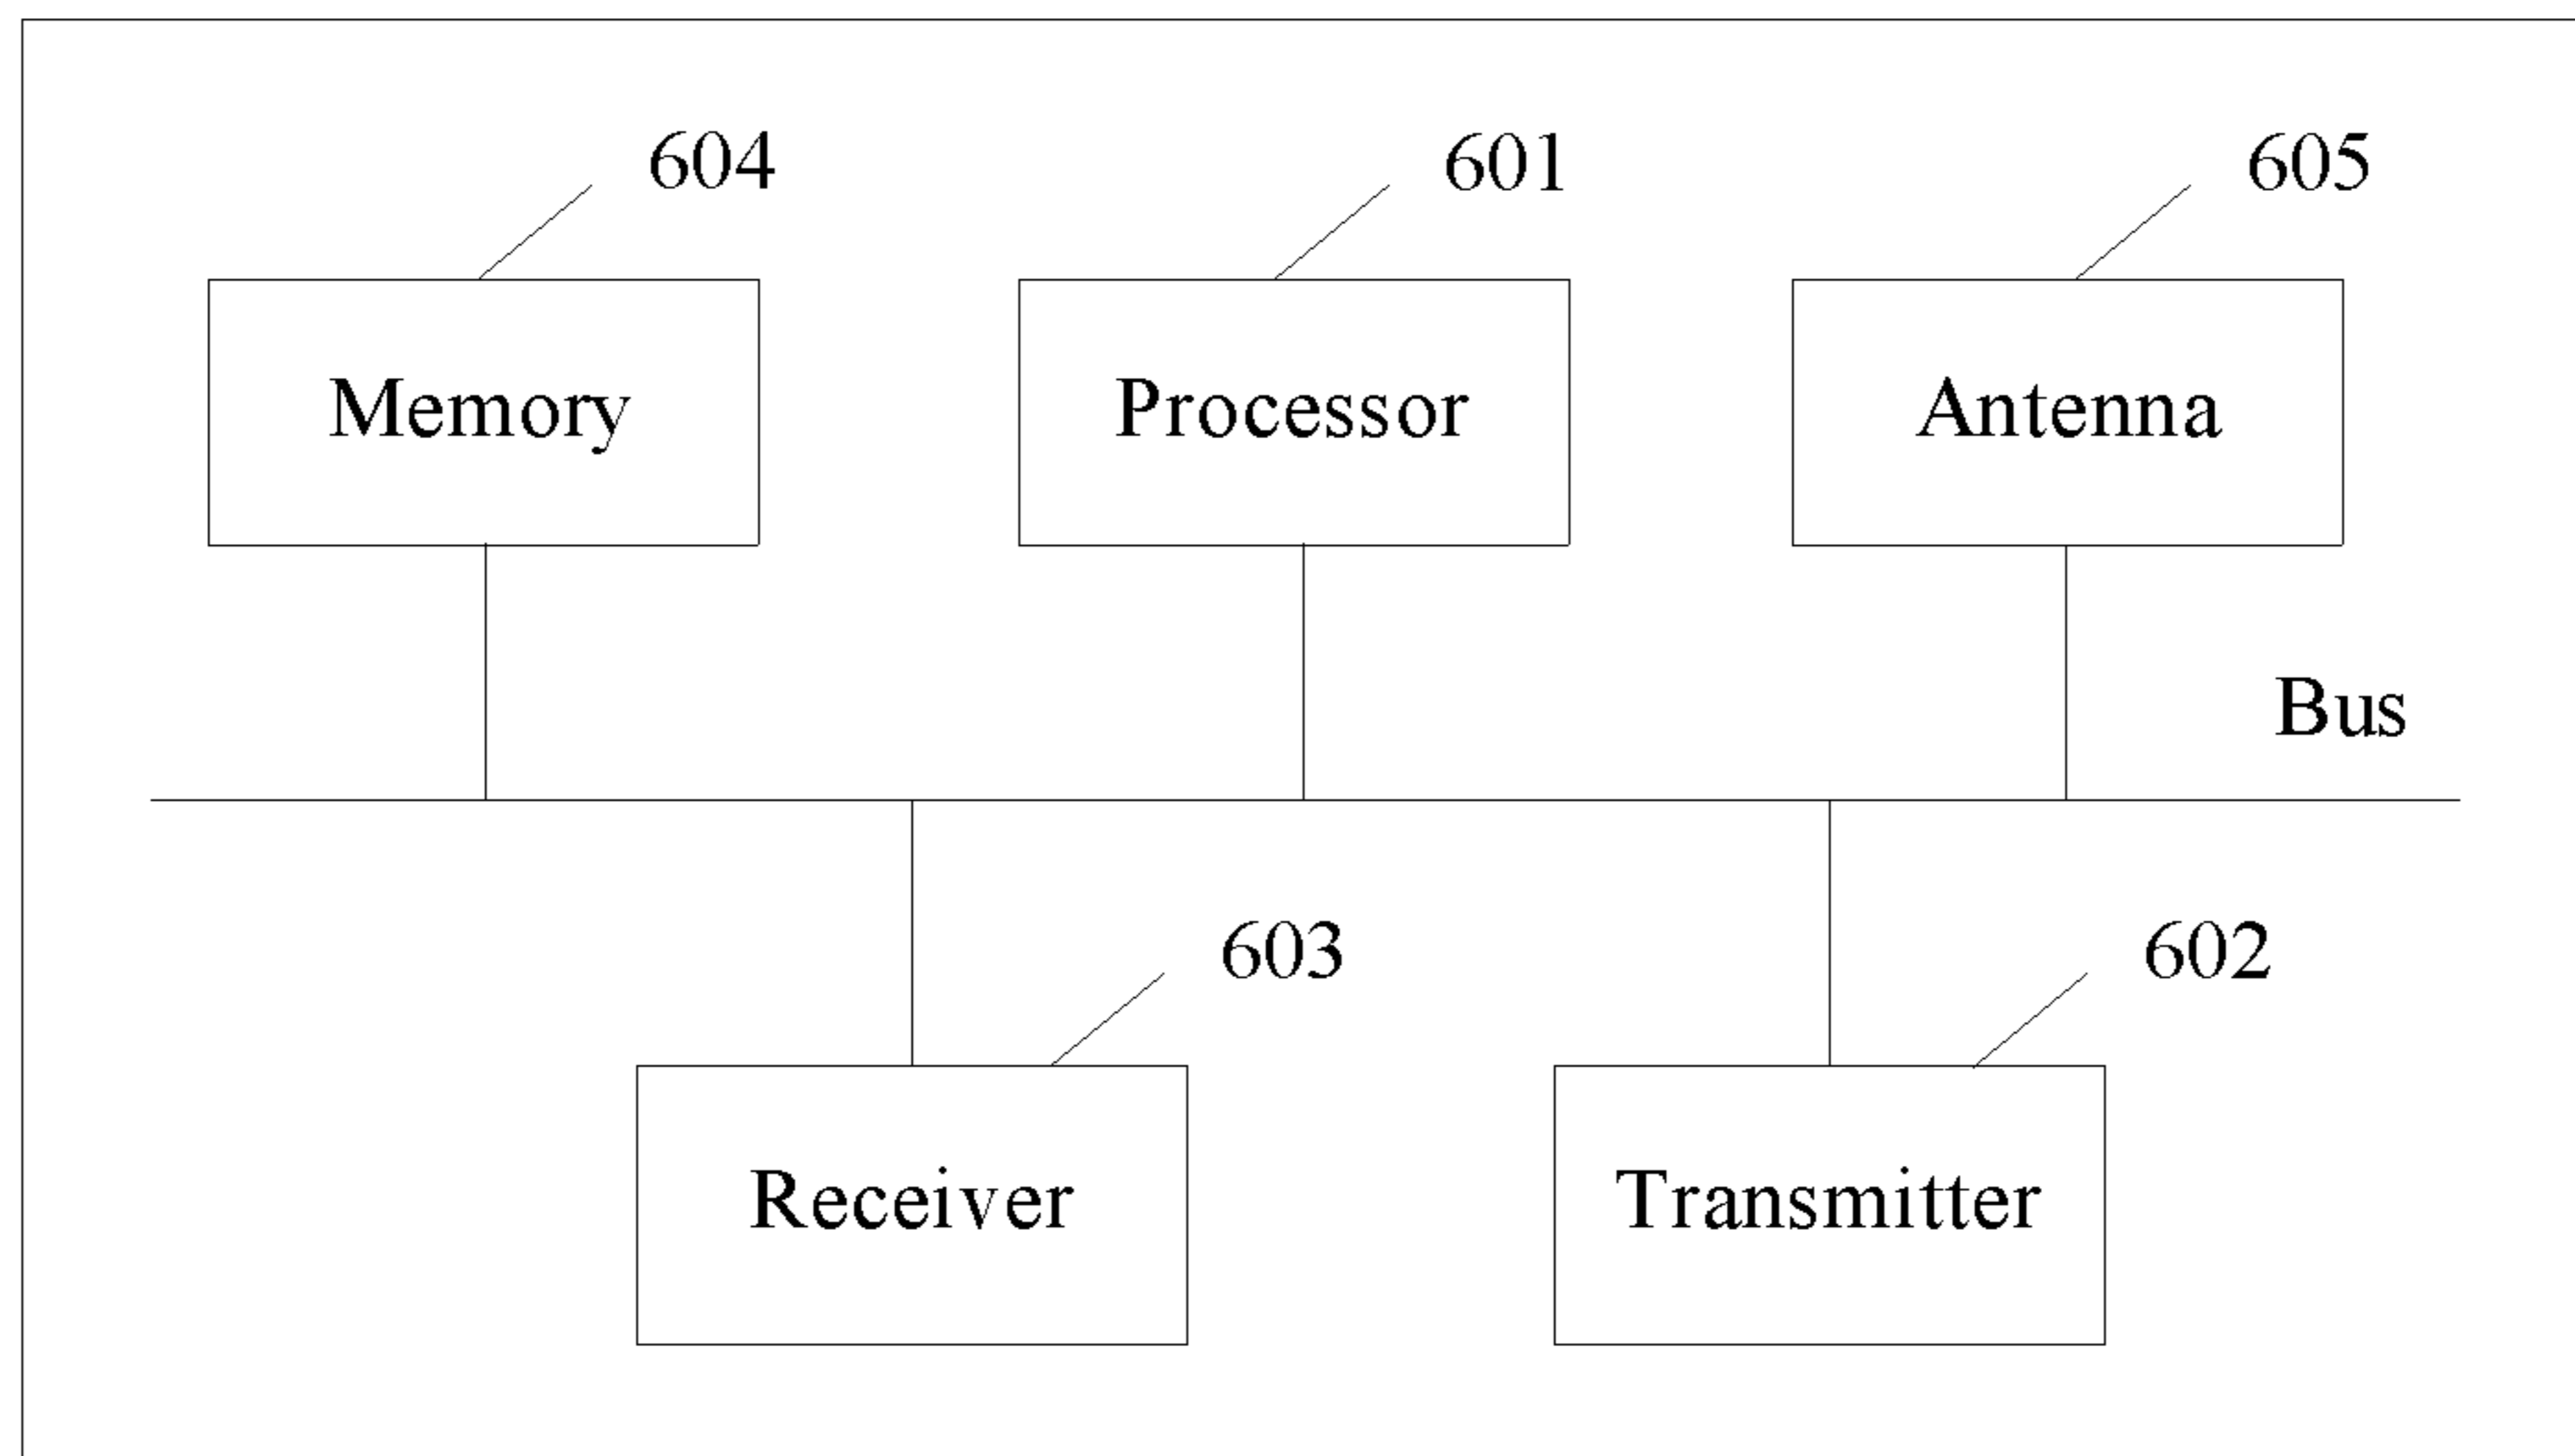 604
601
605
Memory
Processor
Antenna
Bus
603
602
Receiver
Transmitter